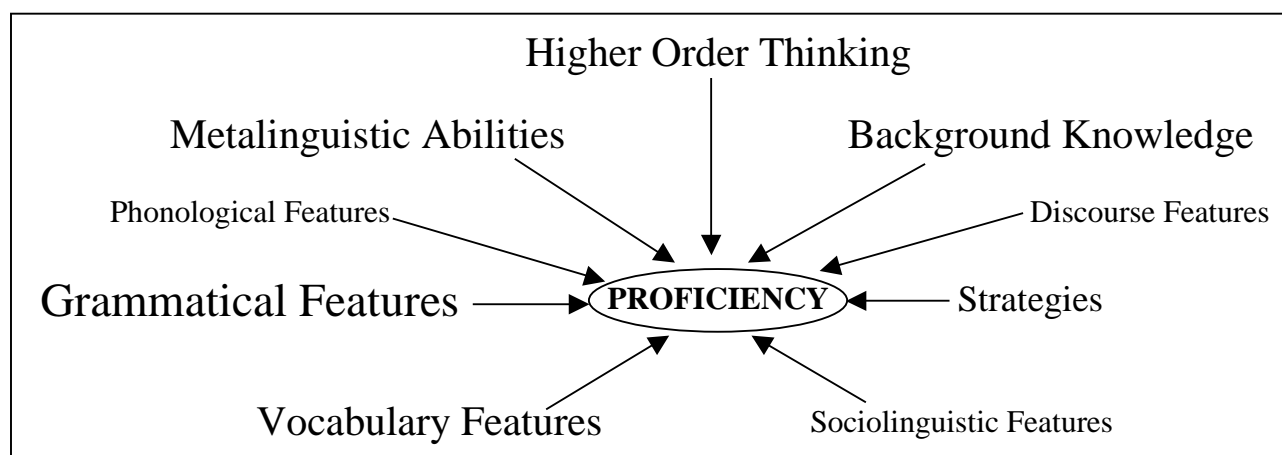 Higher Order Thinking
Metalinguistic Abilities
Background Knowledge
Phonological Features
Discourse Features
Grammatical Features
PROFICIENCY
Strategies
Vocabulary Features
Sociolinguistic Features